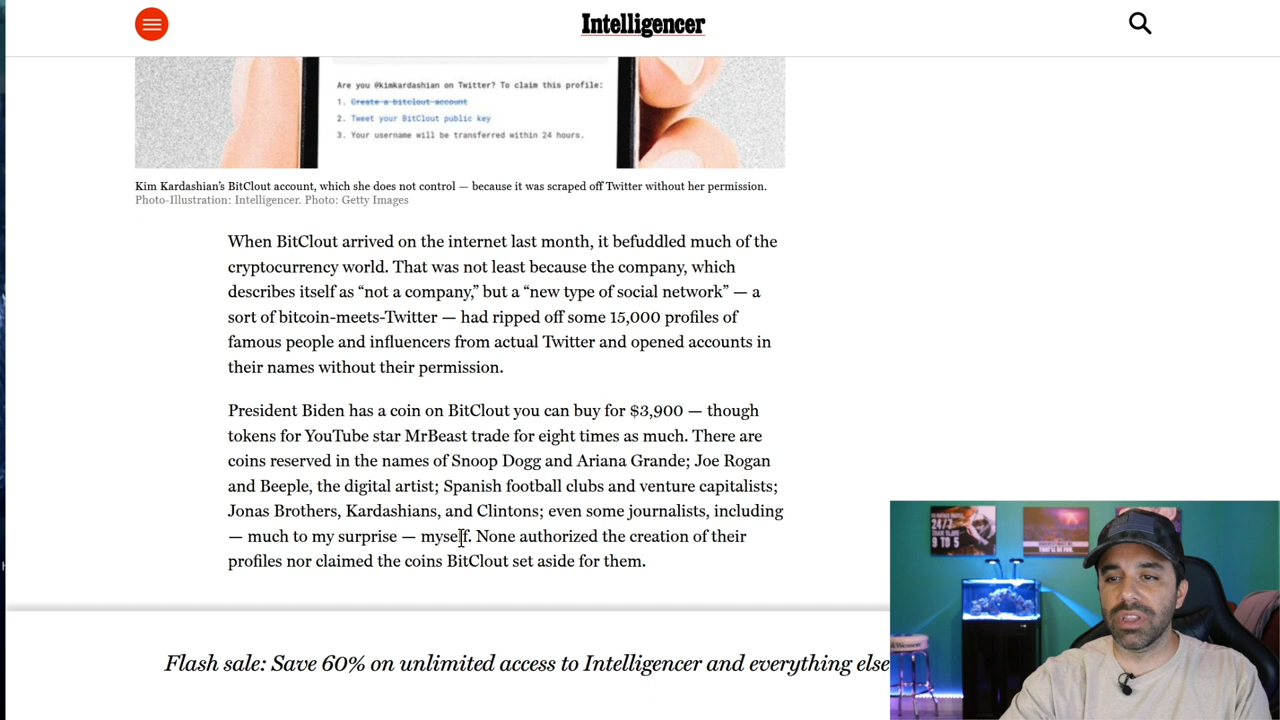 Intelligencer
Are you @kimkardashian on Twitter? To claim this profile:
1. Create a bitclout account
2. Tweet your BitClout public key
3. Your username will be transferred within 24 hours.
Kim Kardashian's BitClout account, which she does not control — because it was scraped off Twitter without her permission.
Photo-Illustration: Intelligencer. Photo: Getty Images
When BitClout arrived on the internet last month, it befuddled much of the
cryptocurrency world. That was not least because the company, which
describes itself as “not a company,” but a “new type of social network” — a
sort of bitcoin-meets-Twitter — had ripped off some 15,000 profiles of
famous people and influencers from actual Twitter and opened accounts in
their names without their permission.
President Biden has a coin on BitClout you can buy for $3,900 — though
tokens for YouTube star MrBeast trade for eight times as much. There are
coins reserved in the names of Snoop Dogg and Ariana Grande; Joe Rogan
and Beeple, the digital artist; Spanish football clubs and venture capitalists;
Jonas Brothers, Kardashians, and Clintons; even some journalists, including
— much to my surprise — myself. None authorized the creation of their
profiles nor claimed the coins BitClout set aside for them.
Flash sale: Save 60% on unlimited access to Intelligencer and everything else
24/7
9 TO 5